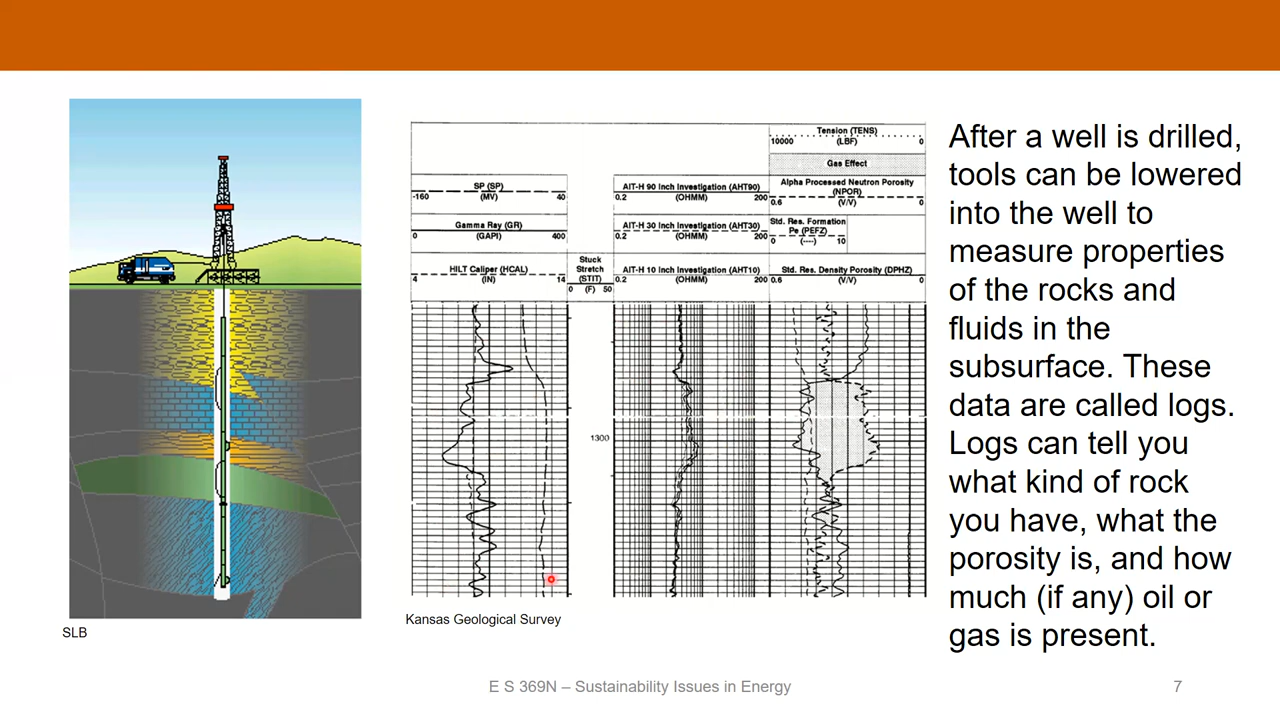 Tension (TENS)
10000 (LBF) 0
Gas Effect
SP (SP)
-160 (MV) 40
AIT-H 90 Inch Investigation (AHT90)
0.2 (OHMM) 200
Alpha Processed Neutron Porosity
(NPOR)
0.6 (V/V) 0
Gamma Ray (GR)
0 (GAPI) 400
AIT-H 30 Inch Investigation (AHT30)
0.2 (OHMM) 200
Std. Res. Formation
Pe (PEFZ)
0 (----) 10
HILT Caliper (HCAL)
4 (IN) 14
Stuck
Stretch
(STIT)
0 (F) 50
AIT-H 10 Inch Investigation (AHT10)
0.2 (OHMM) 200
Std. Res. Density Porosity (DPHZ)
0.6 (V/V) 0
1300
After a well is drilled,
tools can be lowered
into the well to
measure properties
of the rocks and
fluids in the
subsurface. These
data are called logs.
Logs can tell you
what kind of rock
you have, what the
porosity is, and how
much (if any) oil or
gas is present.
SLB
Kansas Geological Survey
E S 369N – Sustainability Issues in Energy
7